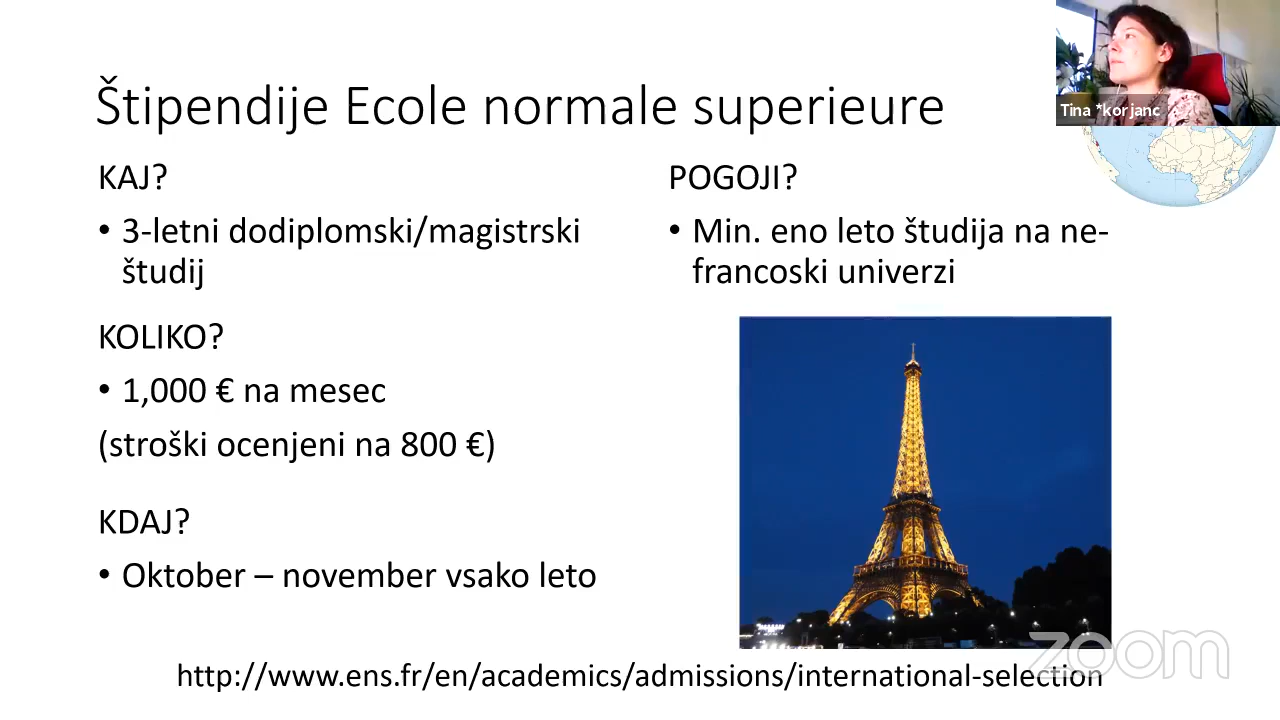 Štipendije Ecole normale superieure
Tina *korjanc
KAJ?
• 3-letni dodiplomski/magistrski
študij
KOLIKO?
• 1,000 € na mesec
(stroški ocenjeni na 800 €)
KDAJ?
• Oktober – november vsako leto
POGOJI?
• Min. eno leto študija na ne-
francoski univerzi
zoom
http://www.ens.fr/en/academics/admissions/international-selection